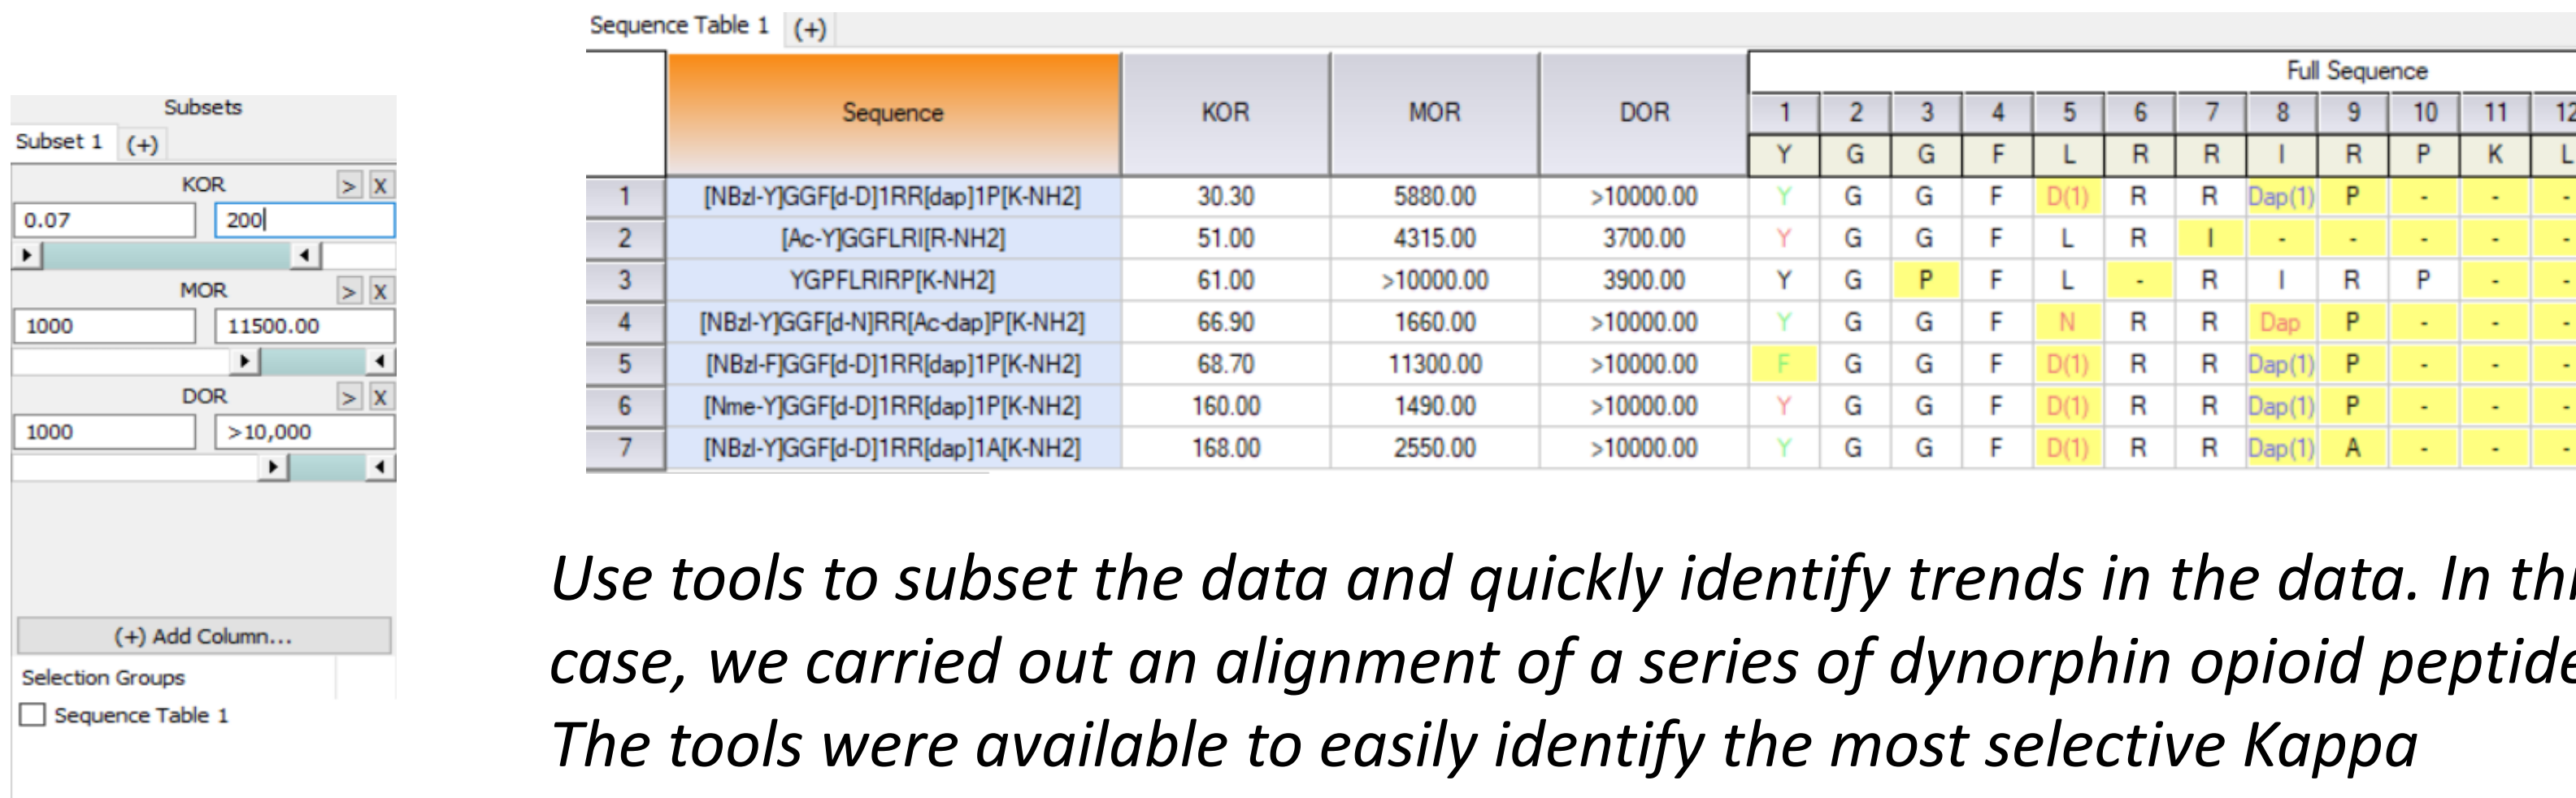 Subsets
Subset 1 (+)
KOR > X
0.07 200
MOR > X
1000 11500.00
DOR > X
1000 >10,000
(+) Add Column...
Selection Groups
Sequence Table 1
Sequence Table 1 (+)
Full Sequence
Sequence KOR MOR DOR 1 2 3 4 5 6 7 8 9 10 11 12
Y G G F L R R I R P K L
1 [NBzl-Y]GGF[d-D]1RR[dap]1P[K-NH2] 30.30 5880.00 >10000.00 Y G G F D(1) R R Dap(1) P - - -
2 [Ac-Y]GGFLRI[R-NH2] 51.00 4315.00 3700.00 Y G G F L R I - - - - -
3 YGPFLRIRP[K-NH2] 61.00 >10000.00 3900.00 Y G P F L - R I R P - -
4 [NBzl-Y]GGF[d-N]RR[Ac-dap]P[K-NH2] 66.90 1660.00 >10000.00 Y G G F N R R Dap P - - -
5 [NBzl-F]GGF[d-D]1RR[dap]1P[K-NH2] 68.70 11300.00 >10000.00 F G G F D(1) R R Dap(1) P - - -
6 [Nme-Y]GGF[d-D]1RR[dap]1P[K-NH2] 160.00 1490.00 >10000.00 Y G G F D(1) R R Dap(1) P - - -
7 [NBzl-Y]GGF[d-D]1RR[dap]1A[K-NH2] 168.00 2550.00 >10000.00 Y G G F D(1) R R Dap(1) A - - -
Use tools to subset the data and quickly identify trends in the data. In thi
case, we carried out an alignment of a series of dynorphin opioid peptide
The tools were available to easily identify the most selective Kappa